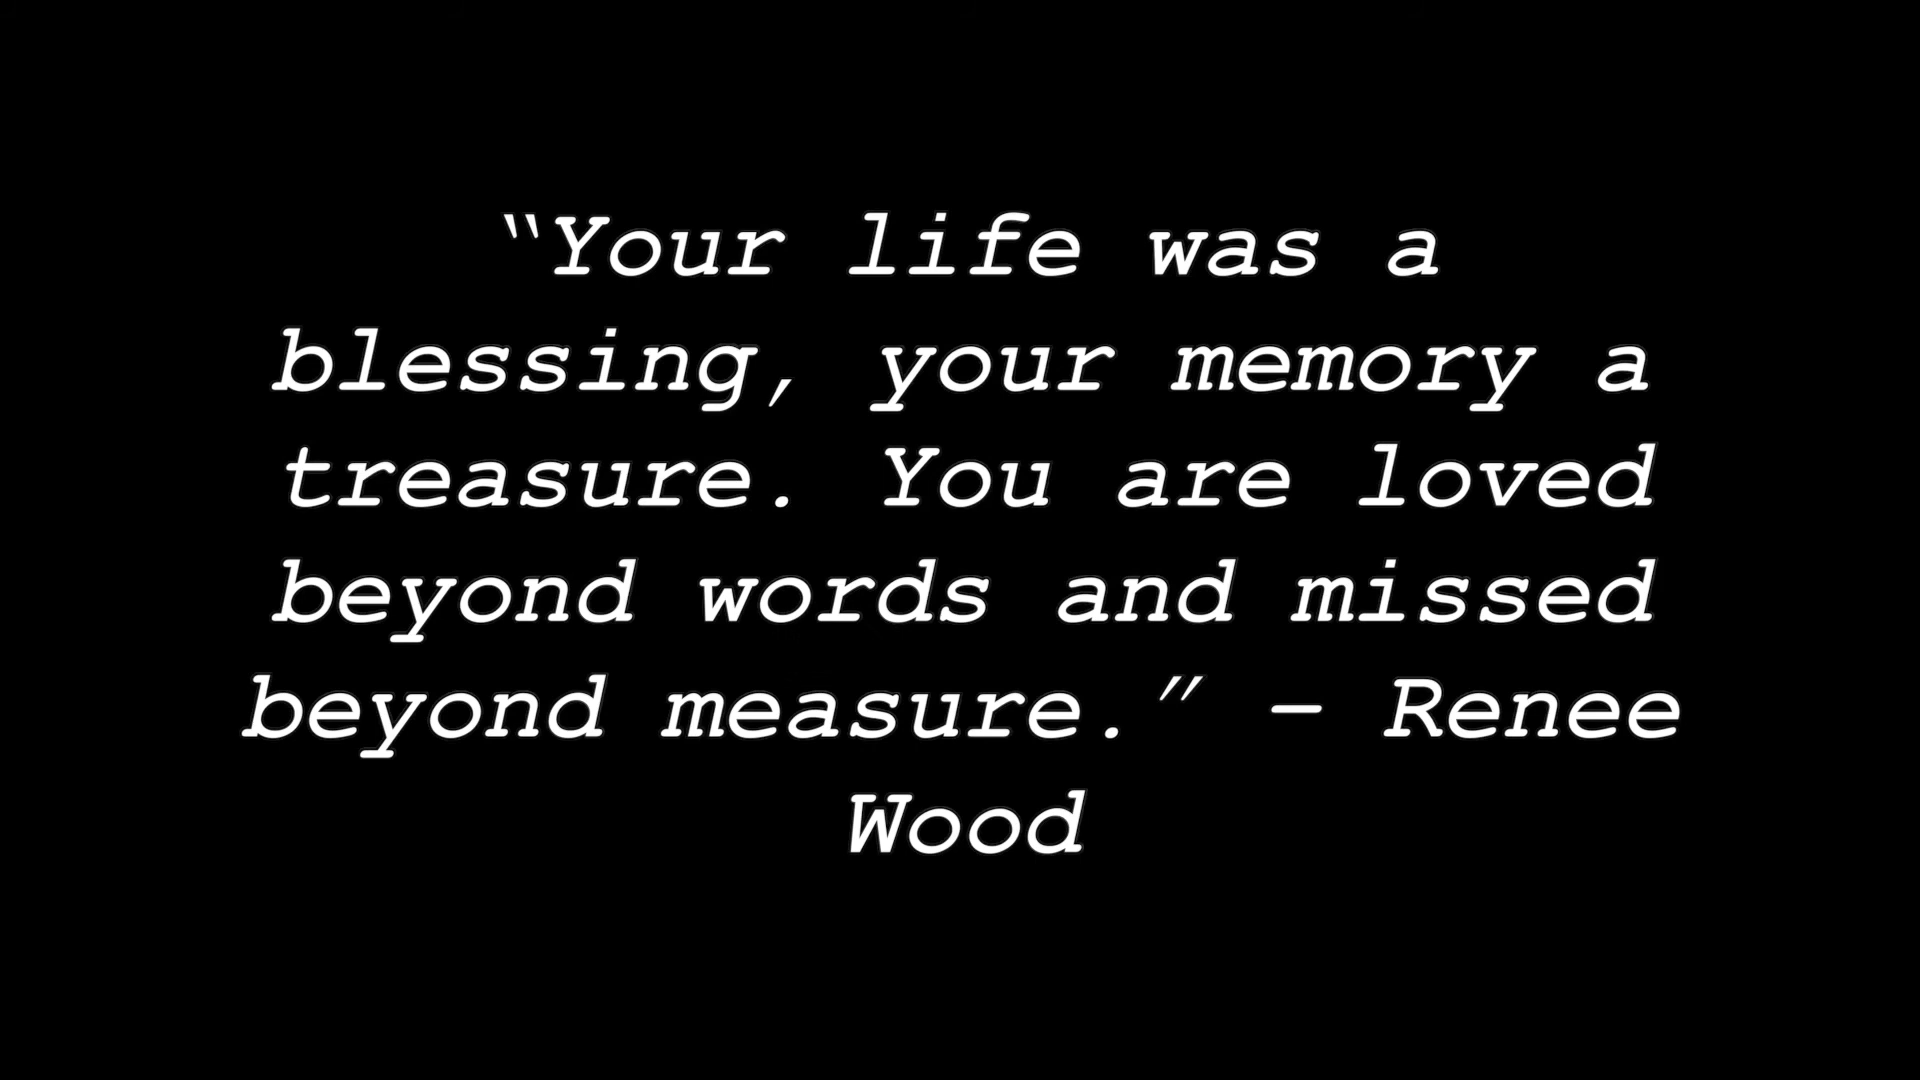 “Your life was a
blessing, your memory a
treasure. You are loved
beyond words and missed
beyond measure.” – Renee
Wood